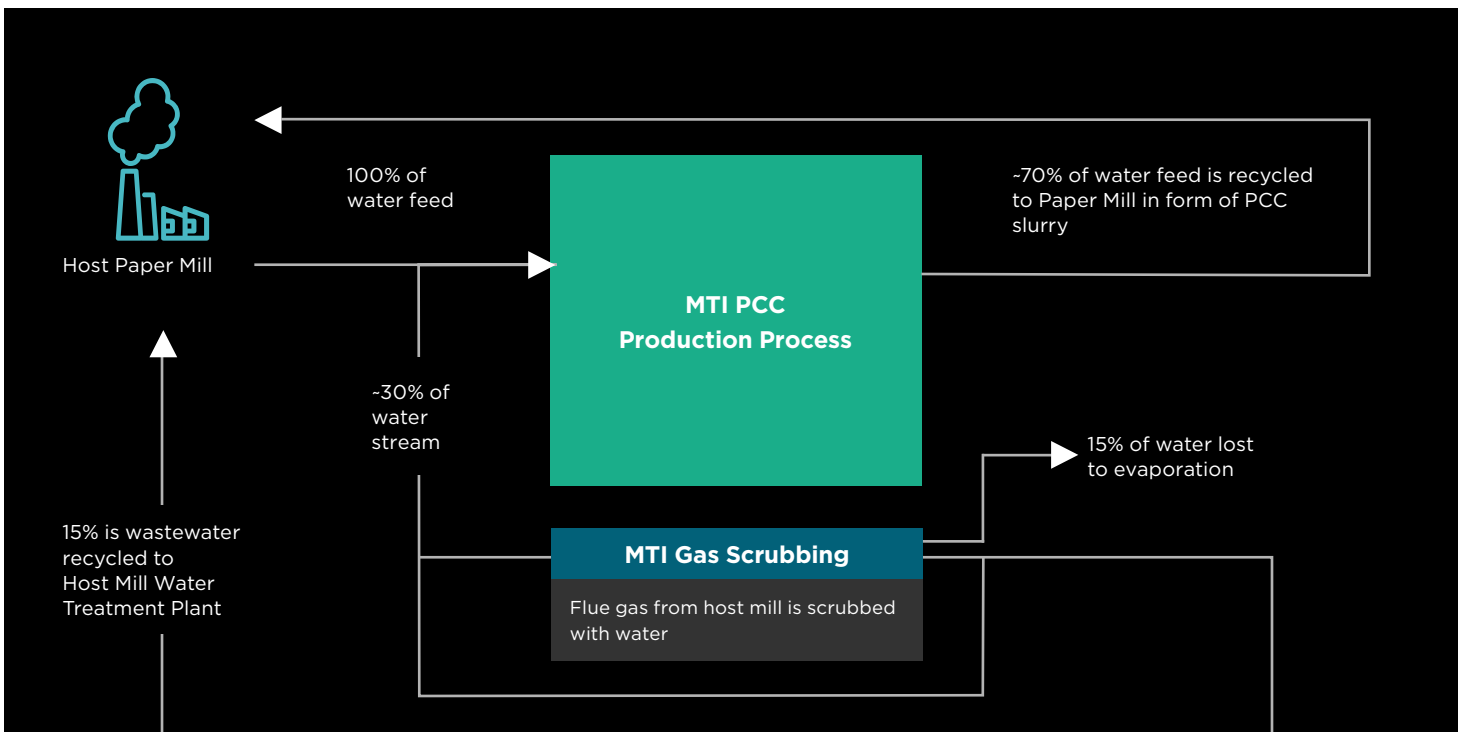 100% of
water feed
~70% of water feed is recycled
to Paper Mill in form of PCC
slurry
Host Paper Mill
MTI PCC
Production Process
~30% of
water
stream
15% of water lost
to evaporation
15% is wastewater
recycled to
Host Mill Water
Treatment Plant
MTI Gas Scrubbing
Flue gas from host mill is scrubbed
with water